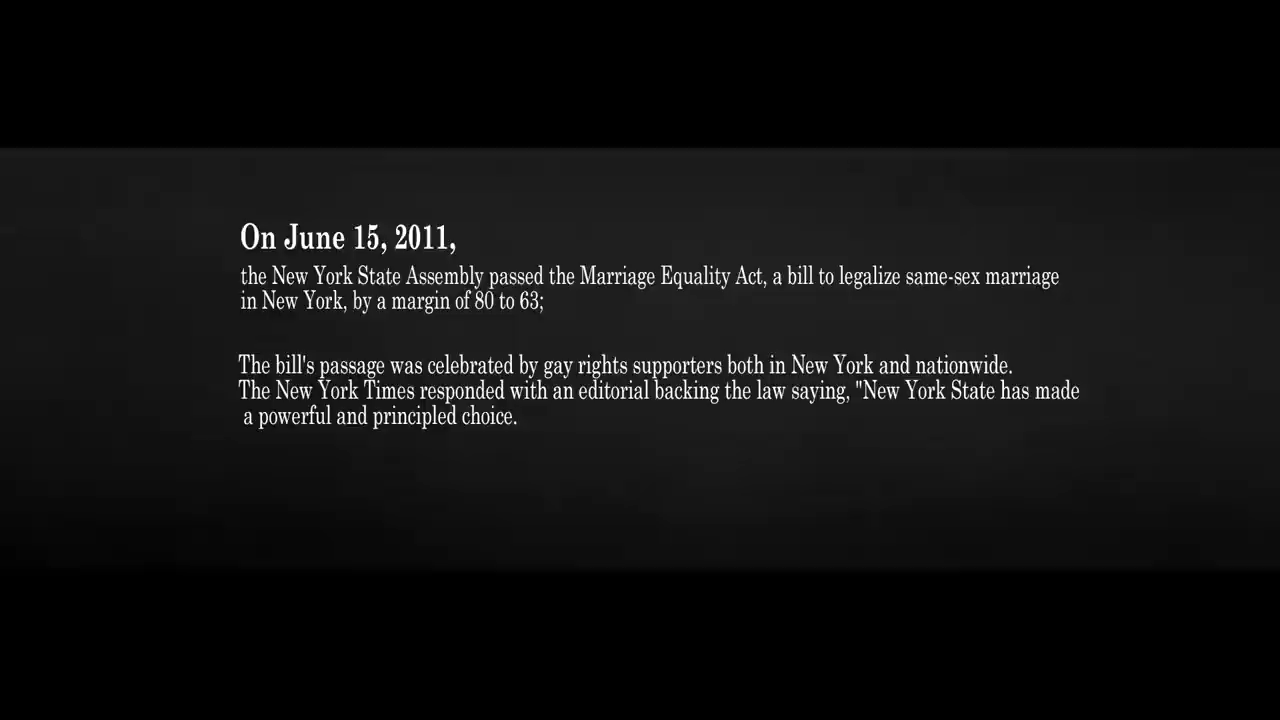 On June 15, 2011,
the New York State Assembly passed the Marriage Equality Act, a bill to legalize same-sex marriage
in New York, by a margin of 80 to 63;
The bill's passage was celebrated by gay rights supporters both in New York and nationwide.
The New York Times responded with an editorial backing the law saying, "New York State has made
a powerful and principled choice.